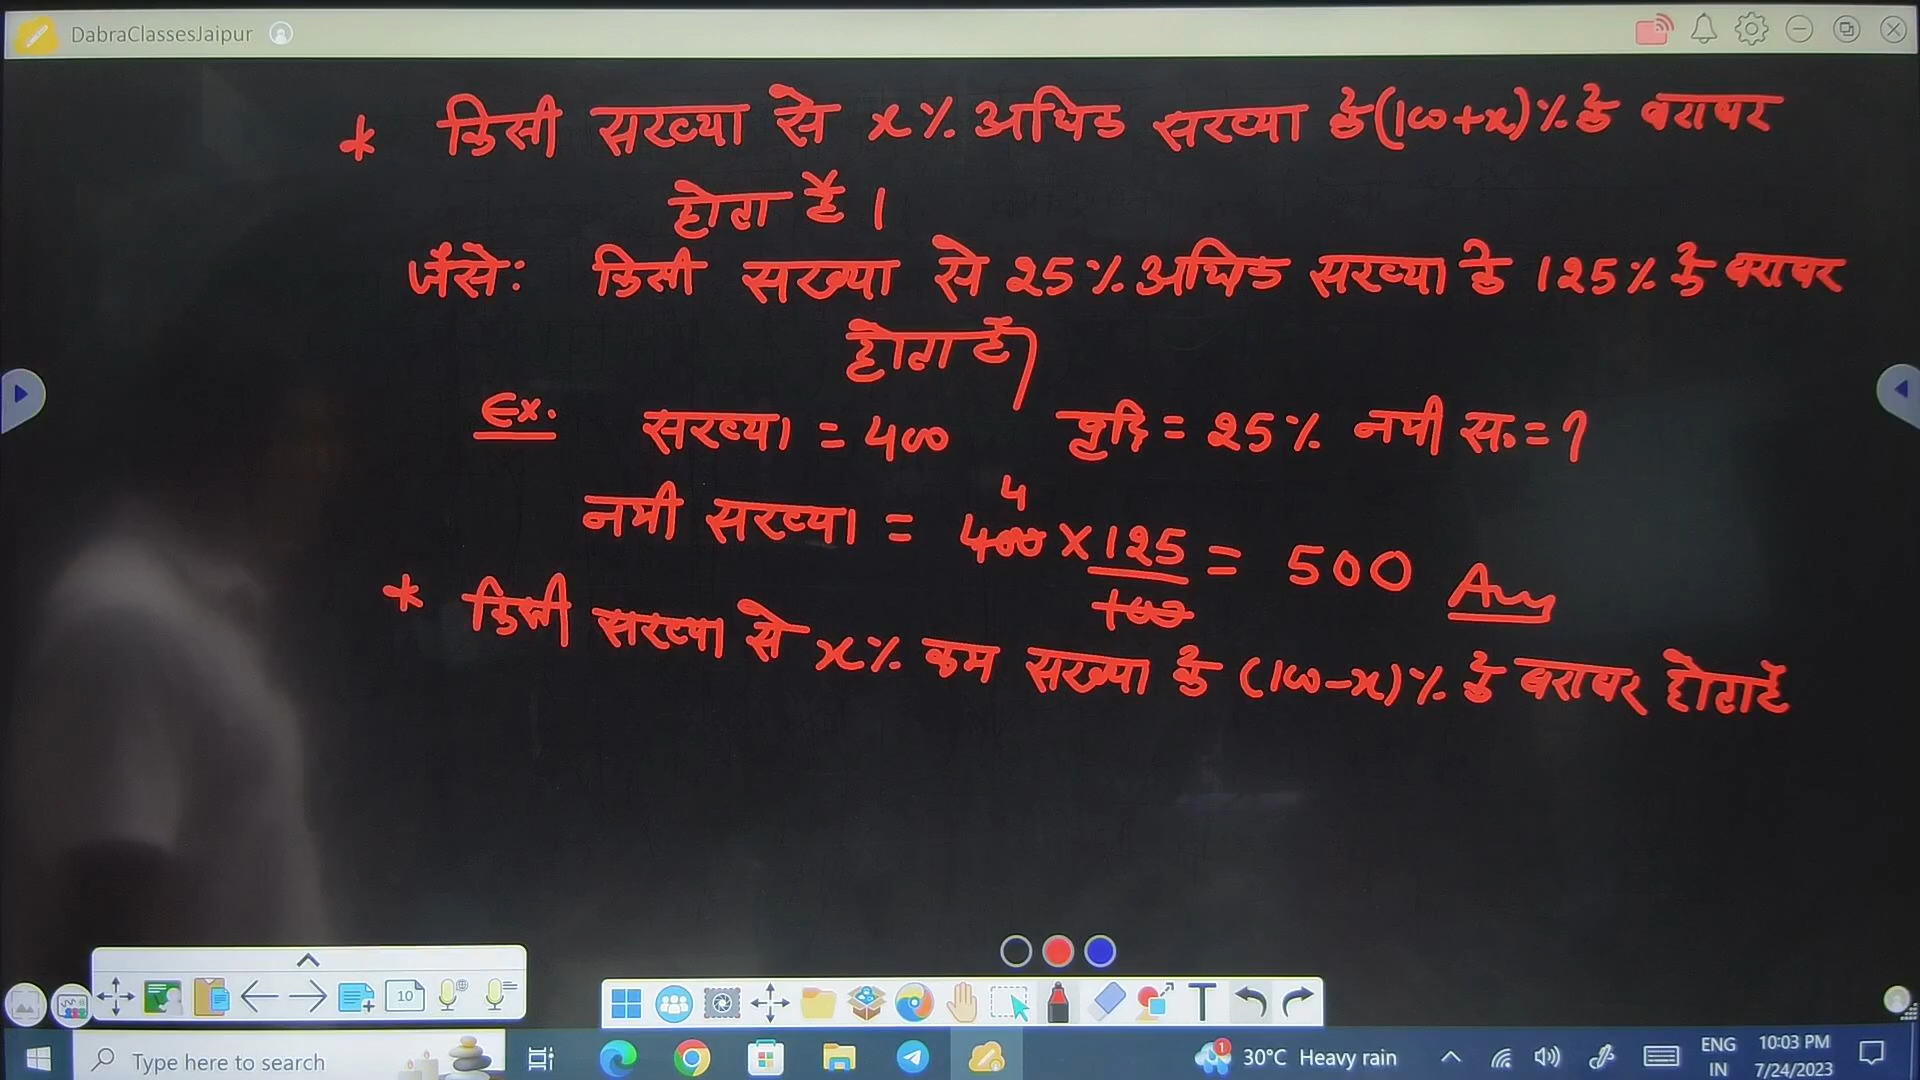 DabraClassesJaipur
* किसी संख्या से x% अधिक संख्या के (100+x)% के बराबर
होता है।
जैसे: किसी संख्या से 25% अधिक संख्या के 125% के बराबर
होता है।
Ex. संख्या = 400 वृद्धि = 25% नयी सं. = ?
4
नयी संख्या = 400 × 125 = 500 Ans
100
* किसी संख्या से x% कम संख्या के (100-x)% के बराबर होता है
10
Type here to search
1
30°C Heavy rain
ENG
IN
10:03 PM
7/24/2023